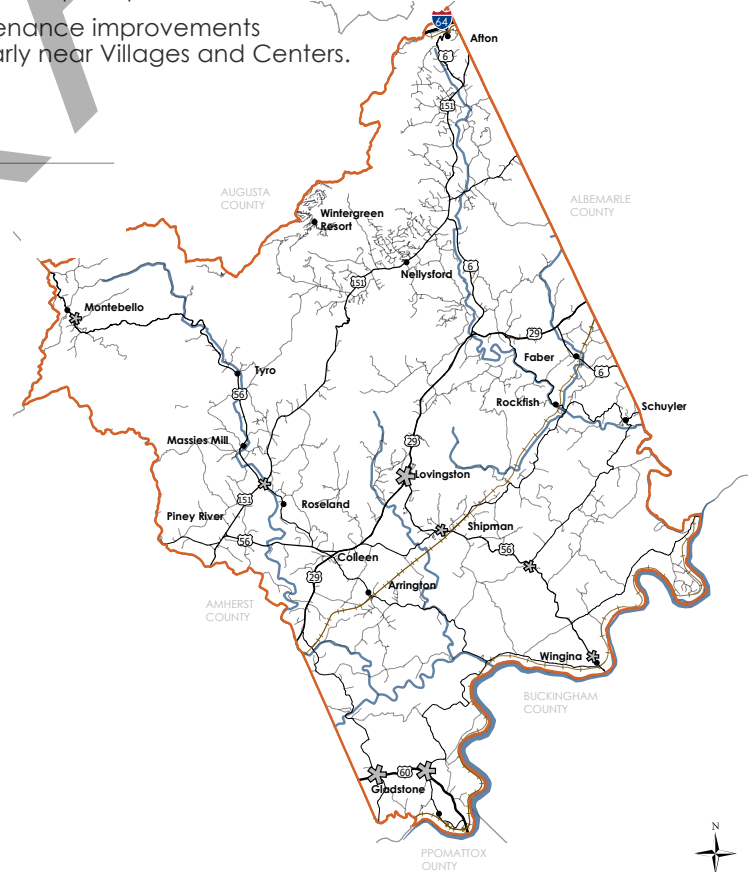 enance improvements
arly near Villages and Centers.
64
Afton
6
151
AUGUSTA
COUNTY
ALBEMARLE
COUNTY
Wintergreen
Resort
6
Nellysford
151
Montebello
29
Faber
Tyro
6
56
Rockfish
Schuyler
29
Massies Mill
Lovingston
151
Roseland
Piney River
Shipman
56
56
Colleen
29
Arrington
AMHERST
COUNTY
Wingina
BUCKINGHAM
COUNTY
60
Gladstone
N
PPOMATTOX
OUNTY